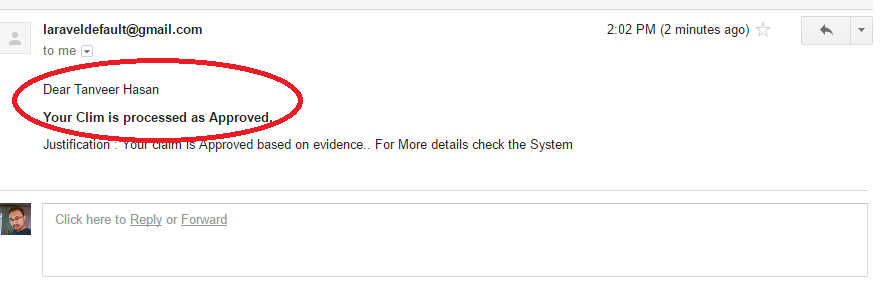 laraveldefault@gmail.com 2:02 PM (2 minutes ago)
to me
Dear Tanveer Hasan
Your Clim is processed as Approved.
Justification : Your claim is Approved based on evidence.. For More details check the System
Click here to Reply or Forward